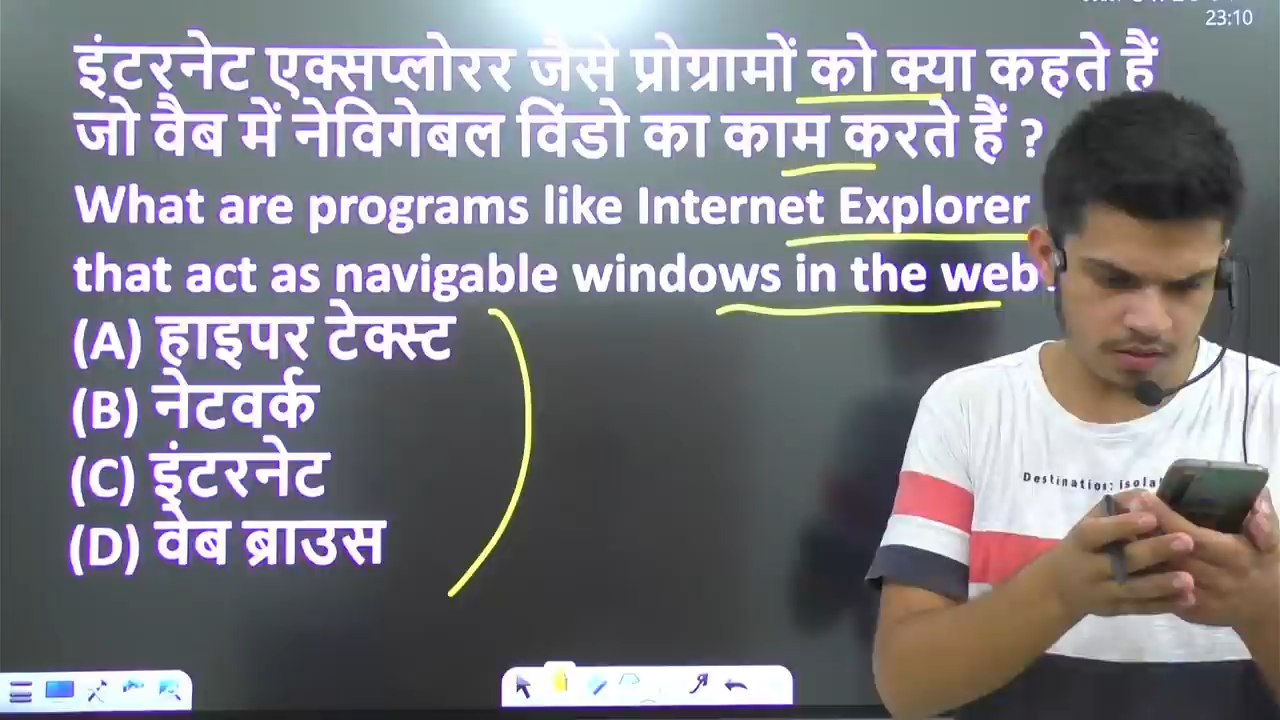 23:10
इंटरनेट एक्सप्लोरर जैसे प्रोग्रामों को क्या कहते हैं
जो वैब में नेविगेबल विंडो का काम करते हैं ?
What are programs like Internet Explorer
that act as navigable windows in the web.
(A) हाइपर टेक्स्ट
(B) नेटवर्क
(C) इंटरनेट
(D) वेब ब्राउस
Destination: isola